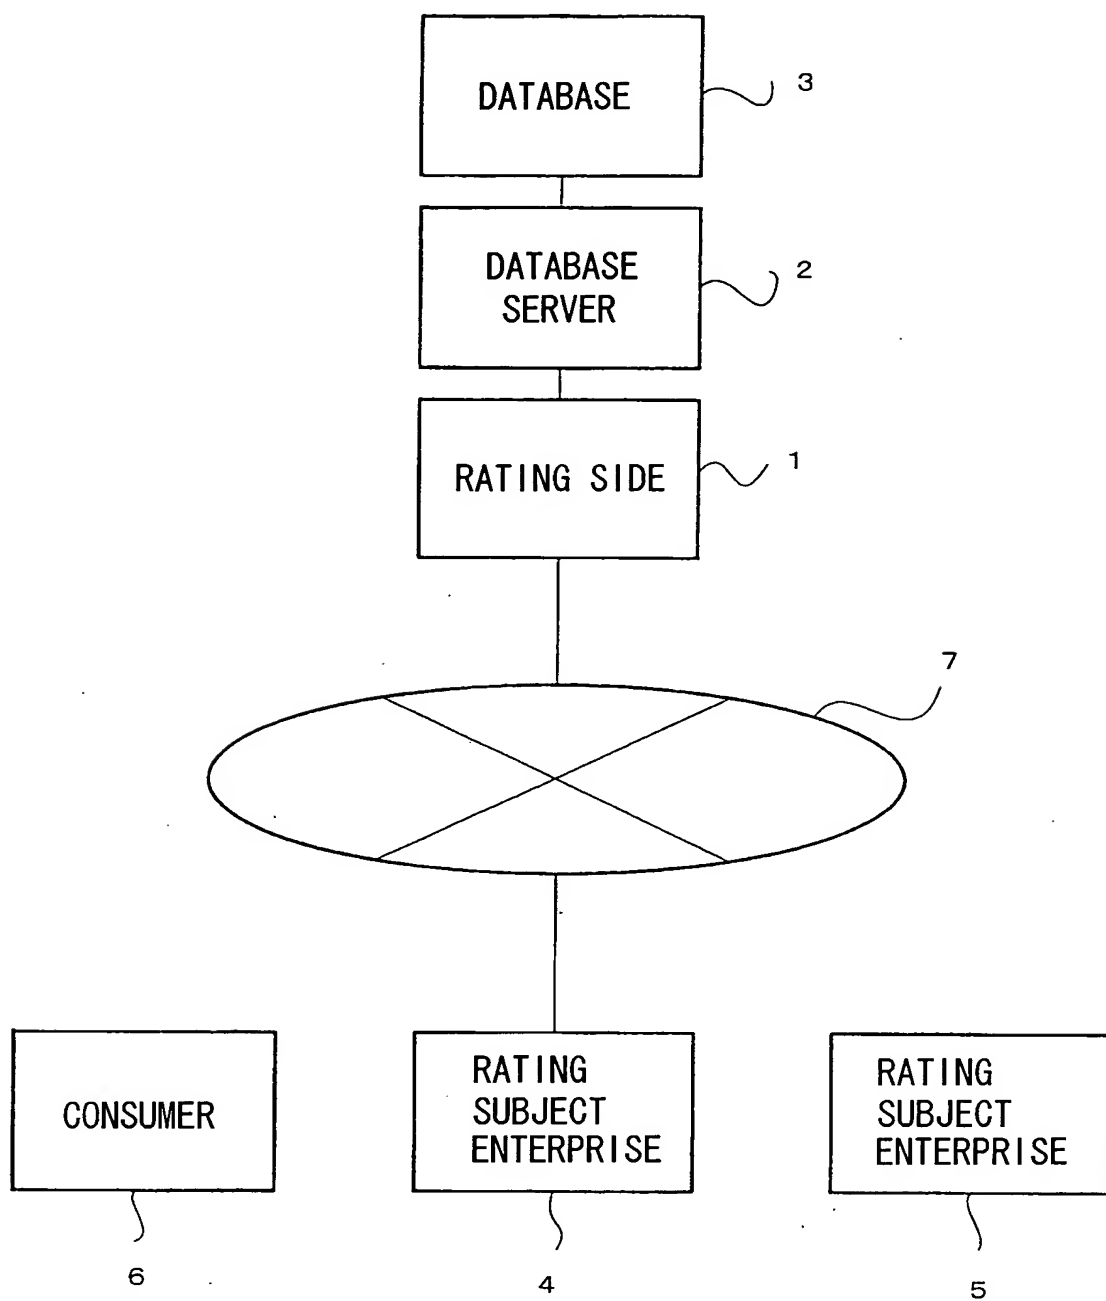 DATABASE
3
DATABASE
SERVER
2
RATING SIDE
1
7
CONSUMER
6
RATING
SUBJECT
ENTERPRISE
4
RATING
SUBJECT
ENTERPRISE
5